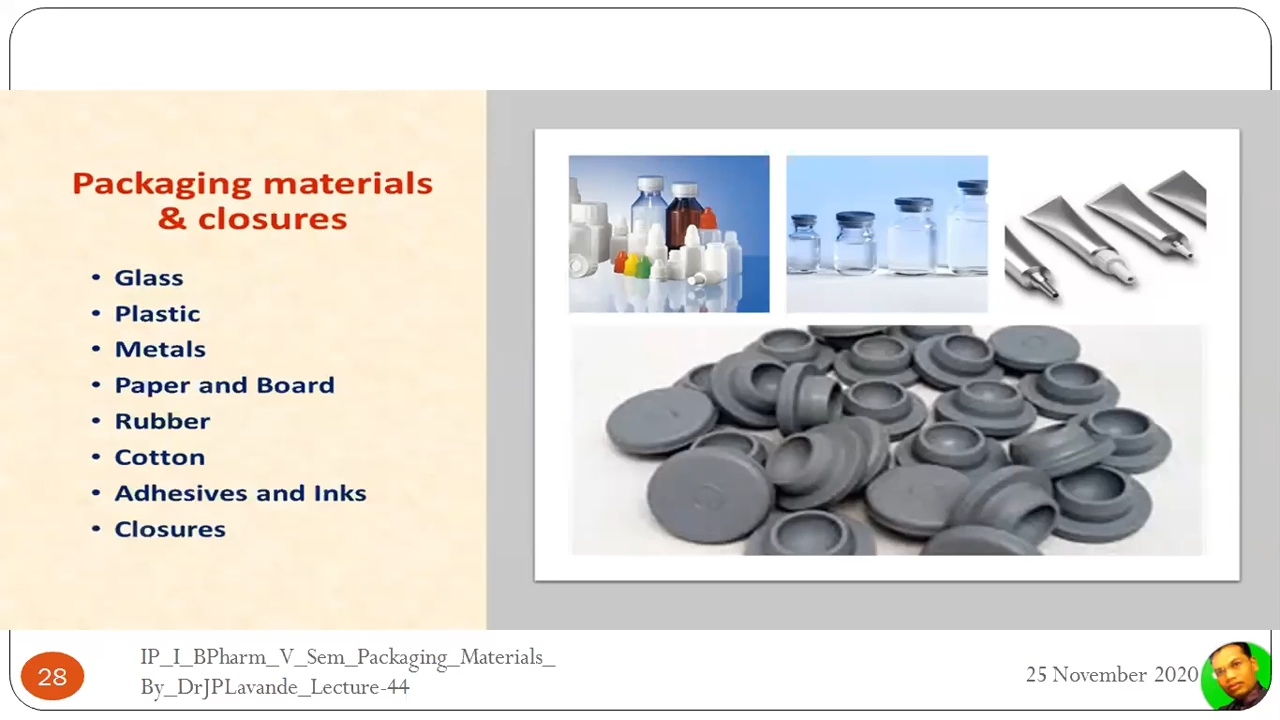 Packaging materials
& closures
• Glass
• Plastic
• Metals
• Paper and Board
• Rubber
• Cotton
• Adhesives and Inks
• Closures
28
IP_I_BPharm_V_Sem_Packaging_Materials_
By_DrJPLavande_Lecture-44
25 November 2020